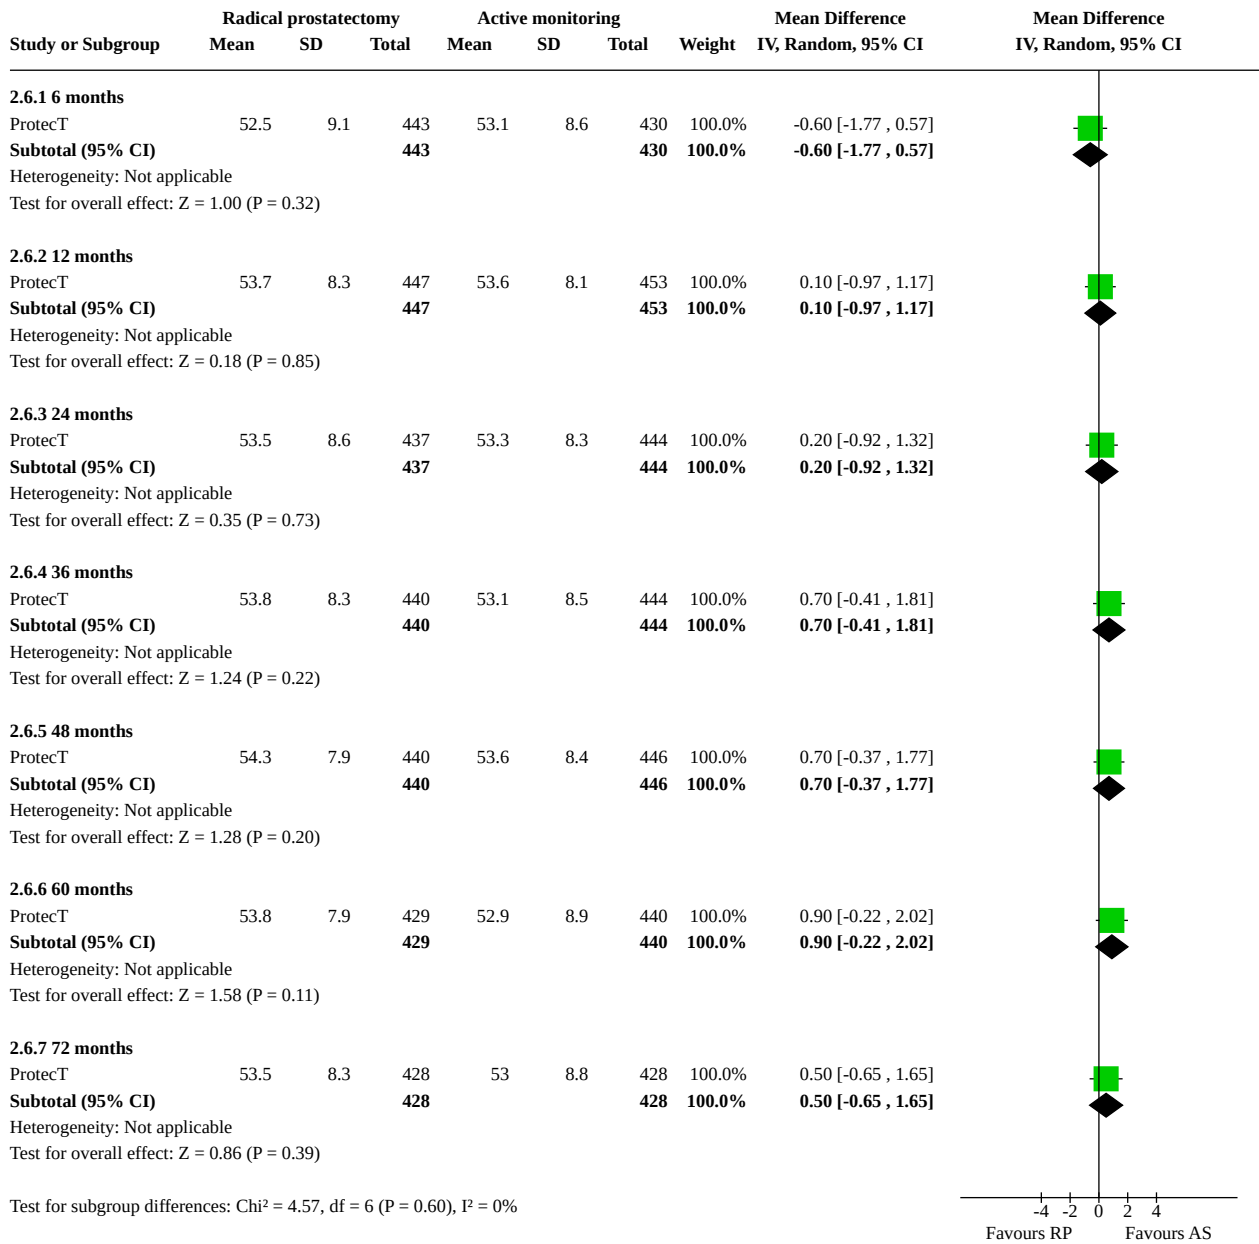 Radical prostatectomy Active monitoring Mean Difference Mean Difference
Study or Subgroup Mean SD Total Mean SD Total Weight IV, Random, 95% CI IV, Random, 95% CI
2.6.1 6 months
ProtecT 52.5 9.1 443 53.1 8.6 430 100.0% -0.60 [-1.77 , 0.57]
Subtotal (95% CI) 443 430 100.0% -0.60 [-1.77 , 0.57]
Heterogeneity: Not applicable
Test for overall effect: Z = 1.00 (P = 0.32)
2.6.2 12 months
ProtecT 53.7 8.3 447 53.6 8.1 453 100.0% 0.10 [-0.97 , 1.17]
Subtotal (95% CI) 447 453 100.0% 0.10 [-0.97 , 1.17]
Heterogeneity: Not applicable
Test for overall effect: Z = 0.18 (P = 0.85)
2.6.3 24 months
ProtecT 53.5 8.6 437 53.3 8.3 444 100.0% 0.20 [-0.92 , 1.32]
Subtotal (95% CI) 437 444 100.0% 0.20 [-0.92 , 1.32]
Heterogeneity: Not applicable
Test for overall effect: Z = 0.35 (P = 0.73)
2.6.4 36 months
ProtecT 53.8 8.3 440 53.1 8.5 444 100.0% 0.70 [-0.41 , 1.81]
Subtotal (95% CI) 440 444 100.0% 0.70 [-0.41 , 1.81]
Heterogeneity: Not applicable
Test for overall effect: Z = 1.24 (P = 0.22)
2.6.5 48 months
ProtecT 54.3 7.9 440 53.6 8.4 446 100.0% 0.70 [-0.37 , 1.77]
Subtotal (95% CI) 440 446 100.0% 0.70 [-0.37 , 1.77]
Heterogeneity: Not applicable
Test for overall effect: Z = 1.28 (P = 0.20)
2.6.6 60 months
ProtecT 53.8 7.9 429 52.9 8.9 440 100.0% 0.90 [-0.22 , 2.02]
Subtotal (95% CI) 429 440 100.0% 0.90 [-0.22 , 2.02]
Heterogeneity: Not applicable
Test for overall effect: Z = 1.58 (P = 0.11)
2.6.7 72 months
ProtecT 53.5 8.3 428 53 8.8 428 100.0% 0.50 [-0.65 , 1.65]
Subtotal (95% CI) 428 428 100.0% 0.50 [-0.65 , 1.65]
Heterogeneity: Not applicable
Test for overall effect: Z = 0.86 (P = 0.39)
Test for subgroup differences: Chi² = 4.57, df = 6 (P = 0.60), I² = 0%
-4 -2 0 2 4
Favours RP Favours AS